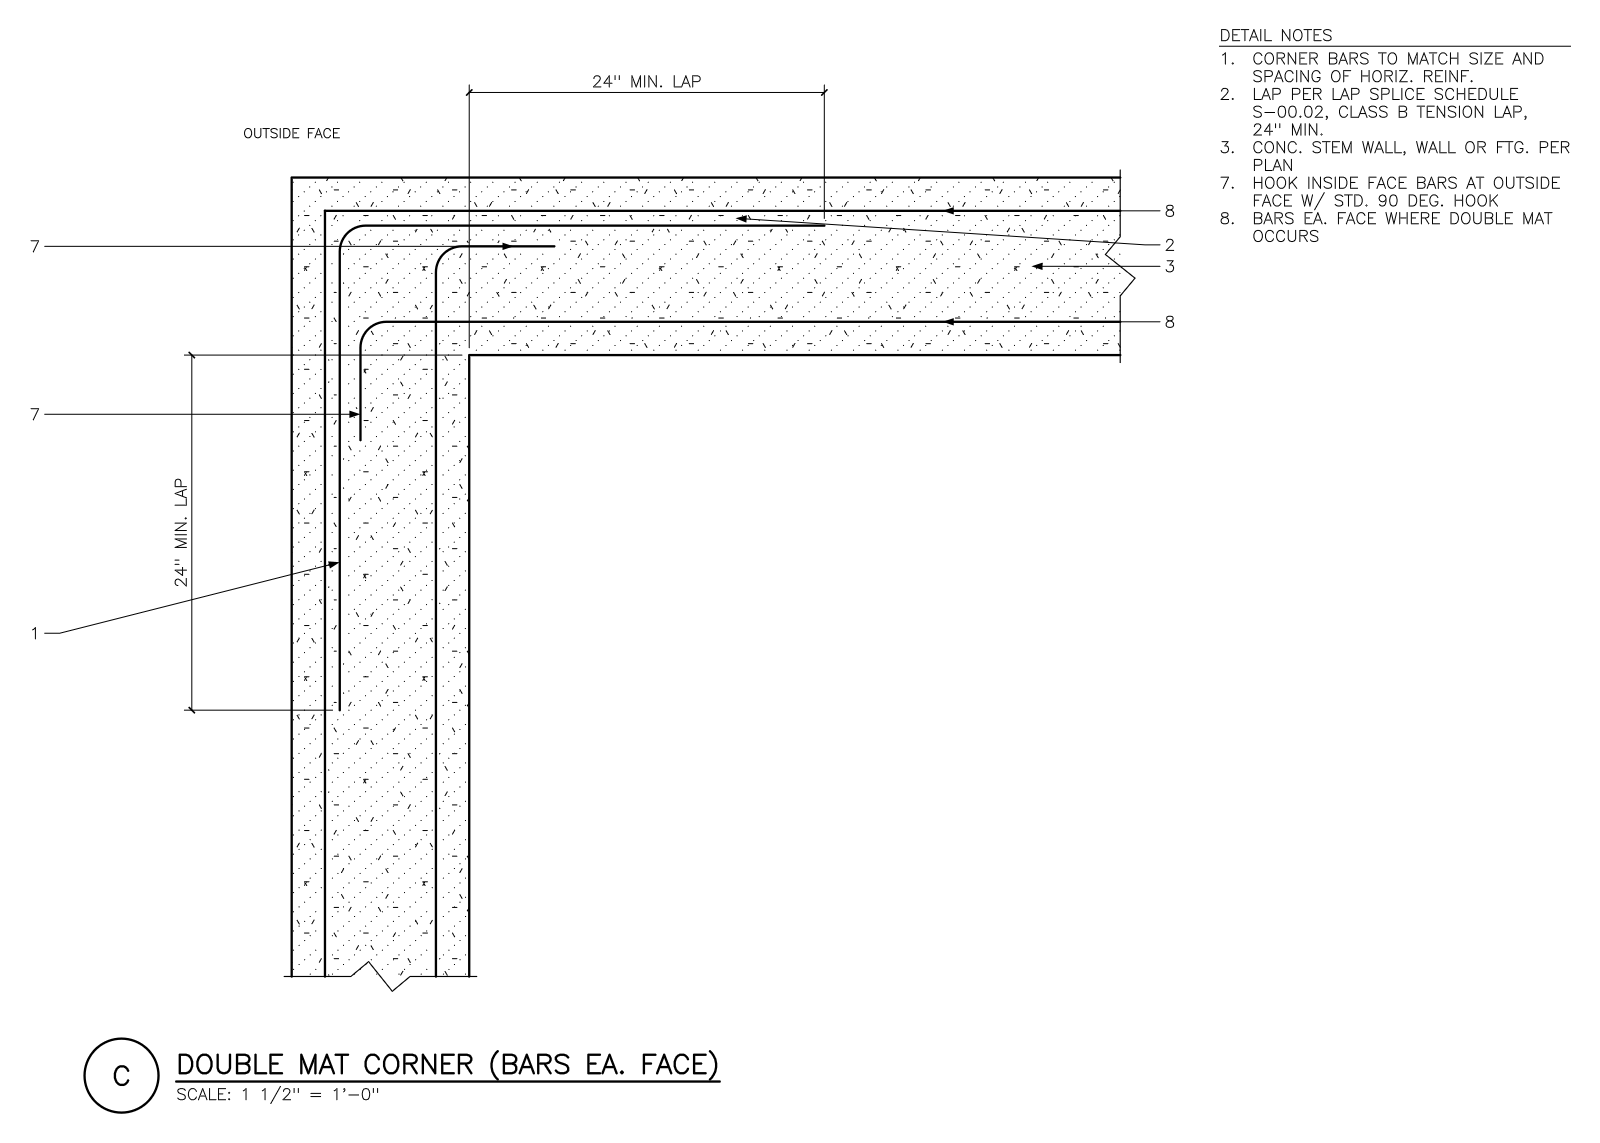 DETAIL NOTES
1. CORNER BARS TO MATCH SIZE AND
SPACING OF HORIZ. REINF.
2. LAP PER LAP SPLICE SCHEDULE
S-00.02, CLASS B TENSION LAP,
24" MIN.
3. CONC. STEM WALL, WALL OR FTG. PER
PLAN
7. HOOK INSIDE FACE BARS AT OUTSIDE
FACE W/ STD. 90 DEG. HOOK
8. BARS EA. FACE WHERE DOUBLE MAT
OCCURS
24" MIN. LAP
OUTSIDE FACE
8
7
2
3
8
7
24" MIN. LAP
1
C
DOUBLE MAT CORNER (BARS EA. FACE)
SCALE: 1 1/2" = 1'-0"